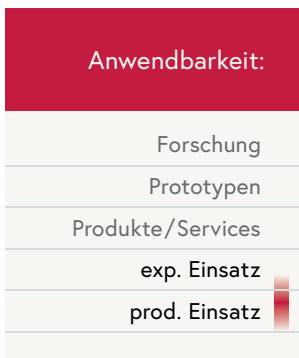 Anwendbarkeit:
Forschung
Prototypen
Produkte/Services
exp. Einsatz
prod. Einsatz